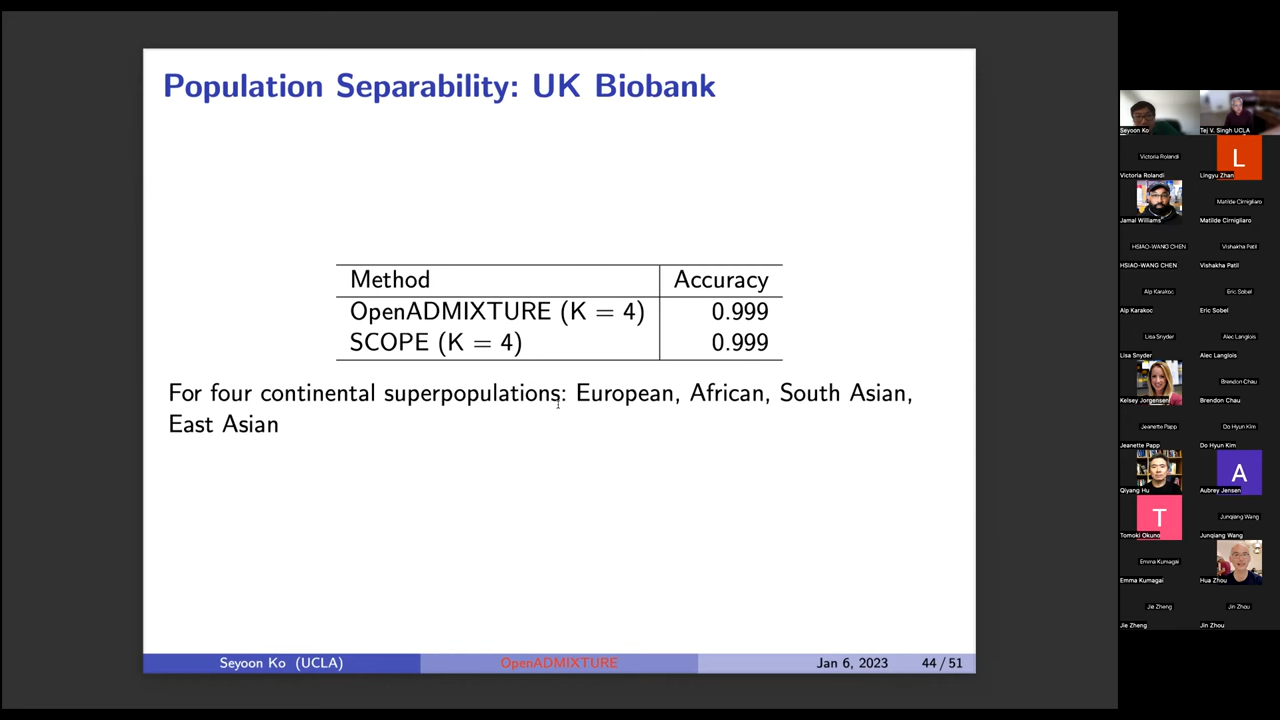 Population Separability: UK Biobank
Method Accuracy
OpenADMIXTURE (K = 4) 0.999
SCOPE (K = 4) 0.999
For four continental superpopulations: European, African, South Asian,
East Asian
Seyoon Ko (UCLA) OpenADMIXTURE Jan 6, 2023 44/51
Seyoon Ko
Tej V. Singh UCLA
Victoria Rolandi
Victoria Rolandi
L
Lingyu Zhan
Jamal Williams
Matilde Cirnigliaro
Matilde Cirnigliaro
HSIAO-WANG CHEN
HSIAO-WANG CHEN
Vishakha Patil
Vishakha Patil
Alp Karakoc
Alp Karakoc
Eric Sobel
Eric Sobel
Lisa Snyder
Lisa Snyder
Alec Langlois
Alec Langlois
Kelsey Jorgensen
Brendon Chau
Brendon Chau
Jeanette Papp
Jeanette Papp
Do Hyun Kim
Do Hyun Kim
Qiyang Hu
A
Aubrey Jensen
T
Tomoki Okuno
Junqiang Wang
Junqiang Wang
Emma Kumagai
Emma Kumagai
Hua Zhou
Jie Zheng
Jie Zheng
Jin Zhou
Jin Zhou